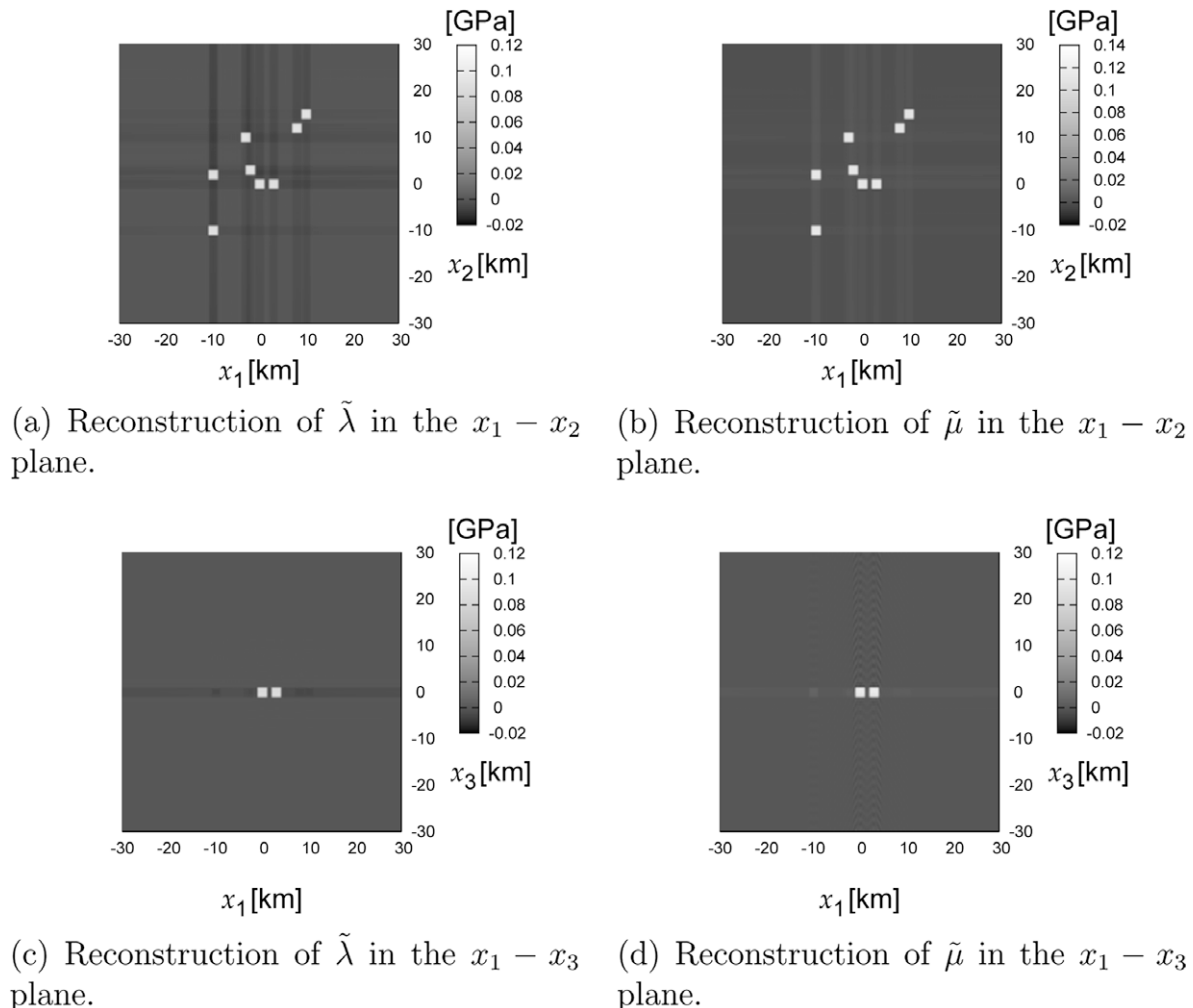 [GPa]
0.12
0.1
0.08
0.06
0.04
0.02
0
-0.02
30
20
10
0
-10
-20
-30
x₂[km]
-30 -20 -10 0 10 20 30
x₁[km]
(a) Reconstruction of λ̃ in the x₁ − x₂
plane.
[GPa]
0.14
0.12
0.1
0.08
0.06
0.04
0.02
0
-0.02
30
20
10
0
-10
-20
-30
x₂[km]
-30 -20 -10 0 10 20 30
x₁[km]
(b) Reconstruction of μ̃ in the x₁ − x₂
plane.
[GPa]
0.12
0.1
0.08
0.06
0.04
0.02
0
-0.02
30
20
10
0
-10
-20
-30
x₃[km]
-30 -20 -10 0 10 20 30
x₁[km]
(c) Reconstruction of λ̃ in the x₁ − x₃
plane.
[GPa]
0.12
0.1
0.08
0.06
0.04
0.02
0
-0.02
30
20
10
0
-10
-20
-30
x₃[km]
-30 -20 -10 0 10 20 30
x₁[km]
(d) Reconstruction of μ̃ in the x₁ − x₃
plane.